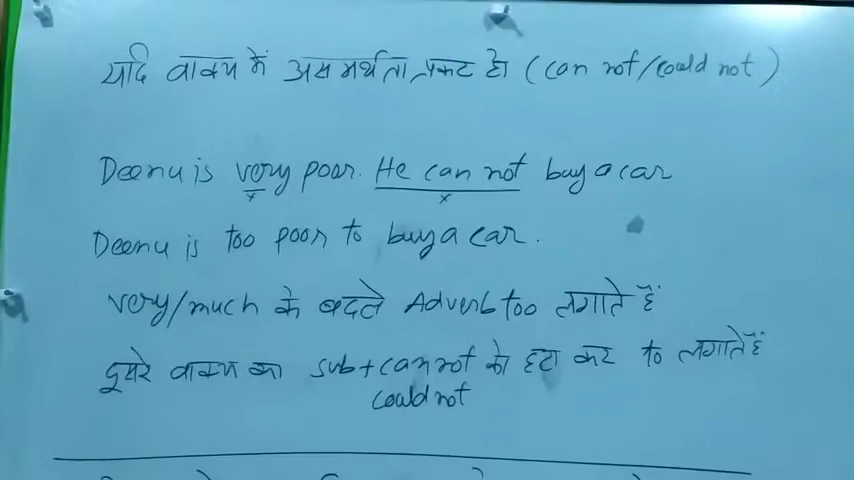 यदि वाक्य में असमर्थता प्रकट हो (can not/could not)
Deenu is very poor. He can not buy a car
Deenu is too poor to buy a car.
very/much के बदले Adverb too लगाते हैं
दूसरे वाक्य का sub+can not को हटा कर to लगाते हैं
could not